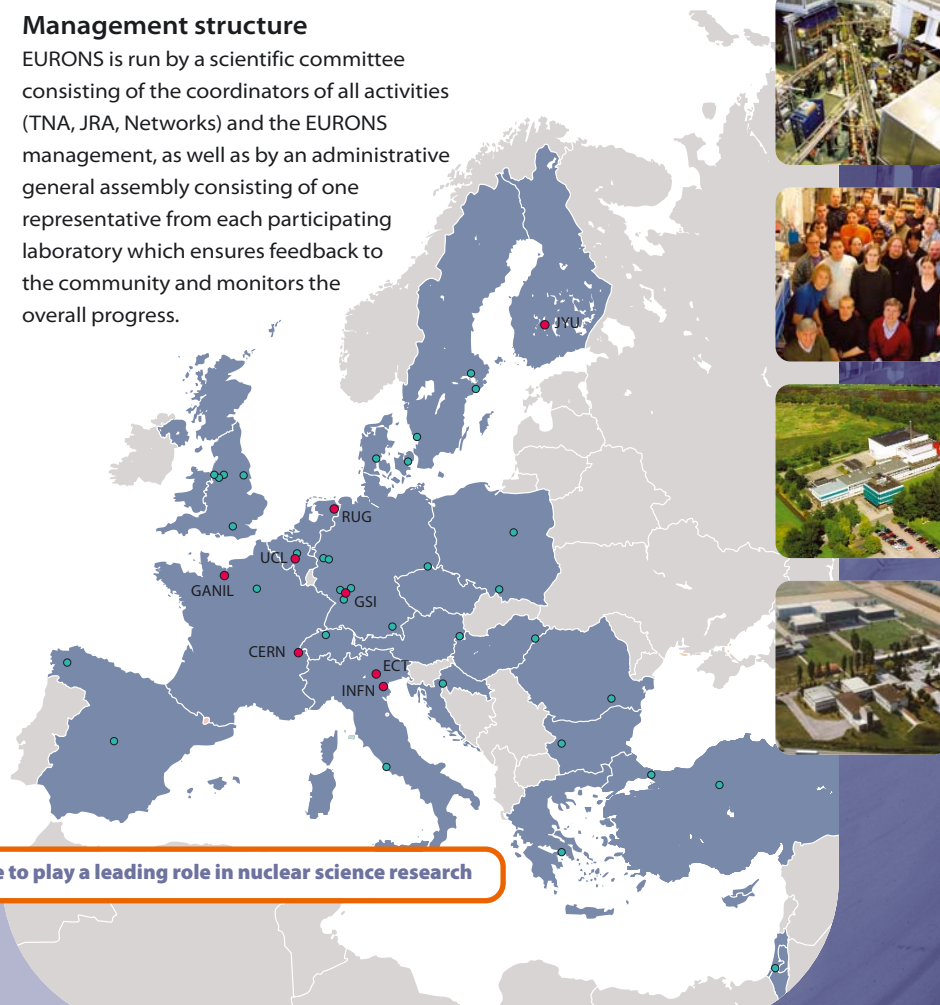 Management structure
EURONS is run by a scientific committee
consisting of the coordinators of all activities
(TNA, JRA, Networks) and the EURONS
management, as well as by an administrative
general assembly consisting of one
representative from each participating
laboratory which ensures feedback to
the community and monitors the
overall progress.
JYU
RUG
UCL
GANIL
GSI
CERN
ECT
INFN
e to play a leading role in nuclear science research